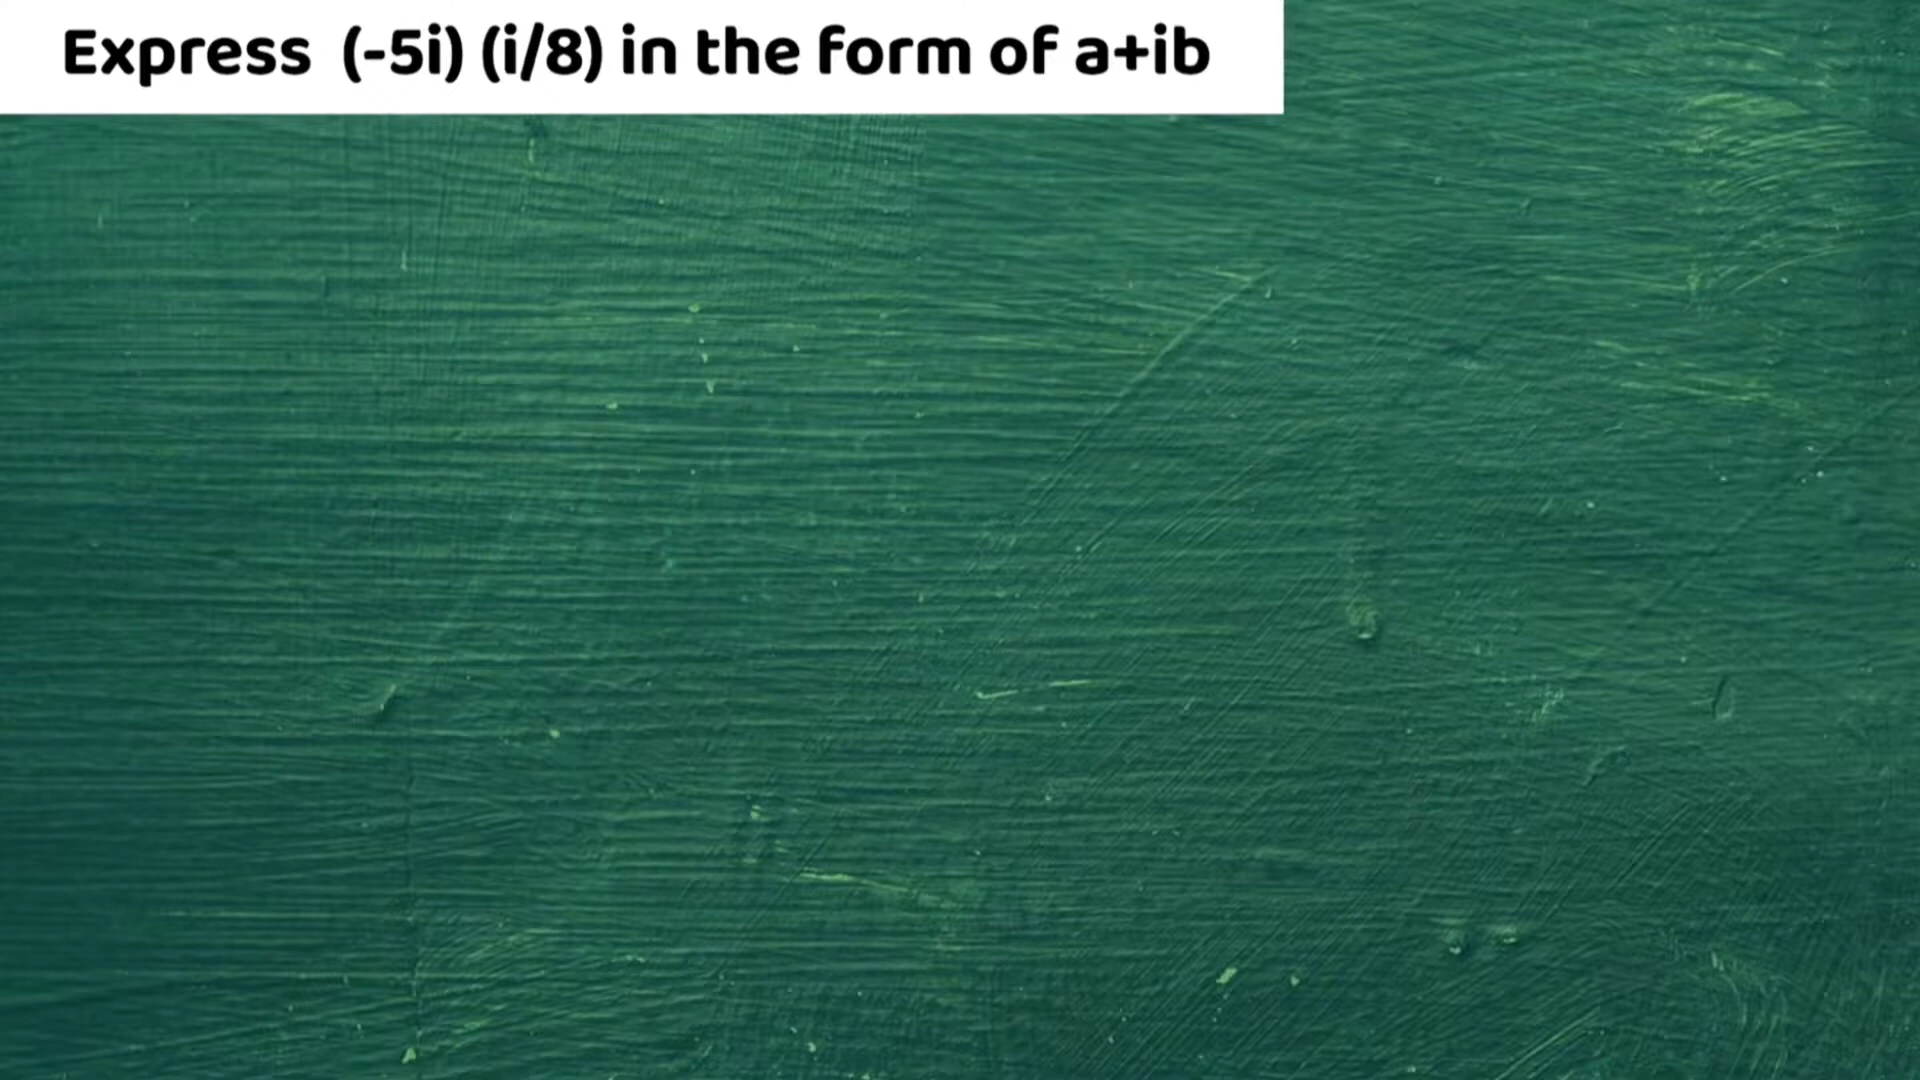 Express (-5i) (i/8) in the form of a+ib